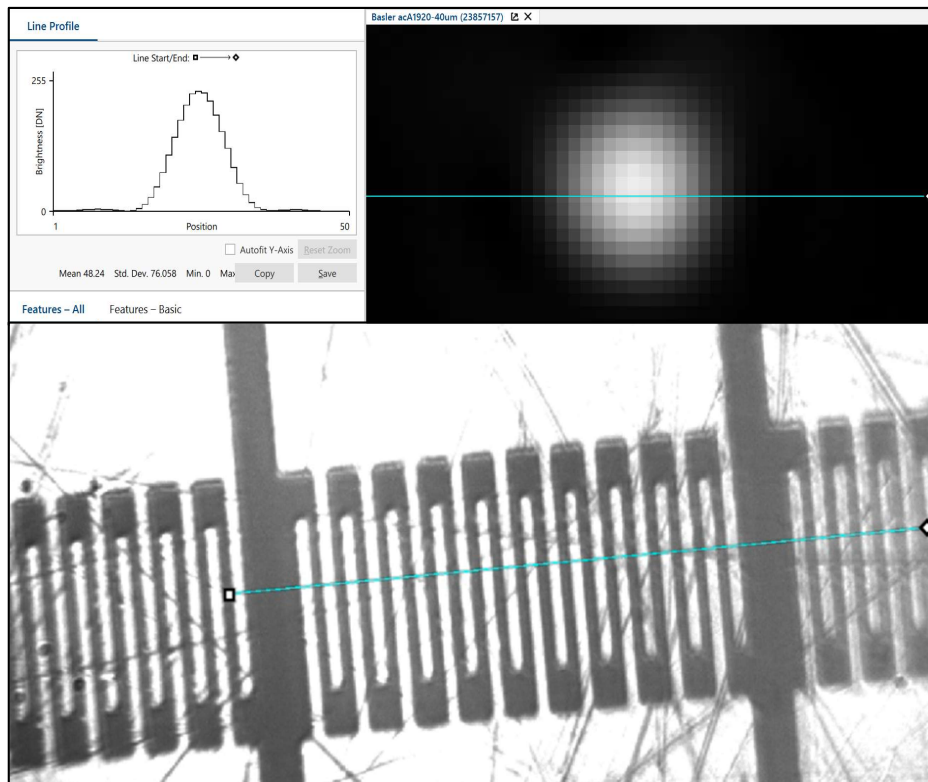 Line Profile
Line Start/End:
255
Brightness [DN]
0
1
Position
50
Autofit Y-Axis
Reset Zoom
Mean 48.24 Std. Dev. 76.058 Min. 0 Max
Copy
Save
Features – All
Features – Basic
Basler acA1920-40um (23857157)